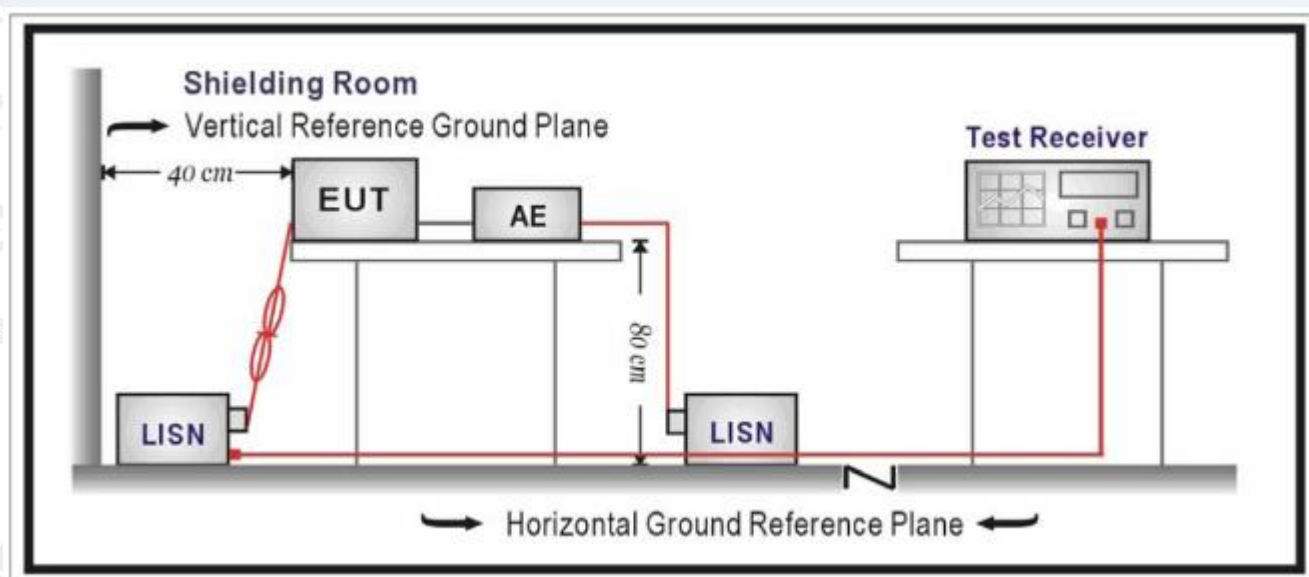 Shielding Room
Vertical Reference Ground Plane
Test Receiver
40 cm
EUT
AE
80 cm
LISN
LISN
Horizontal Ground Reference Plane